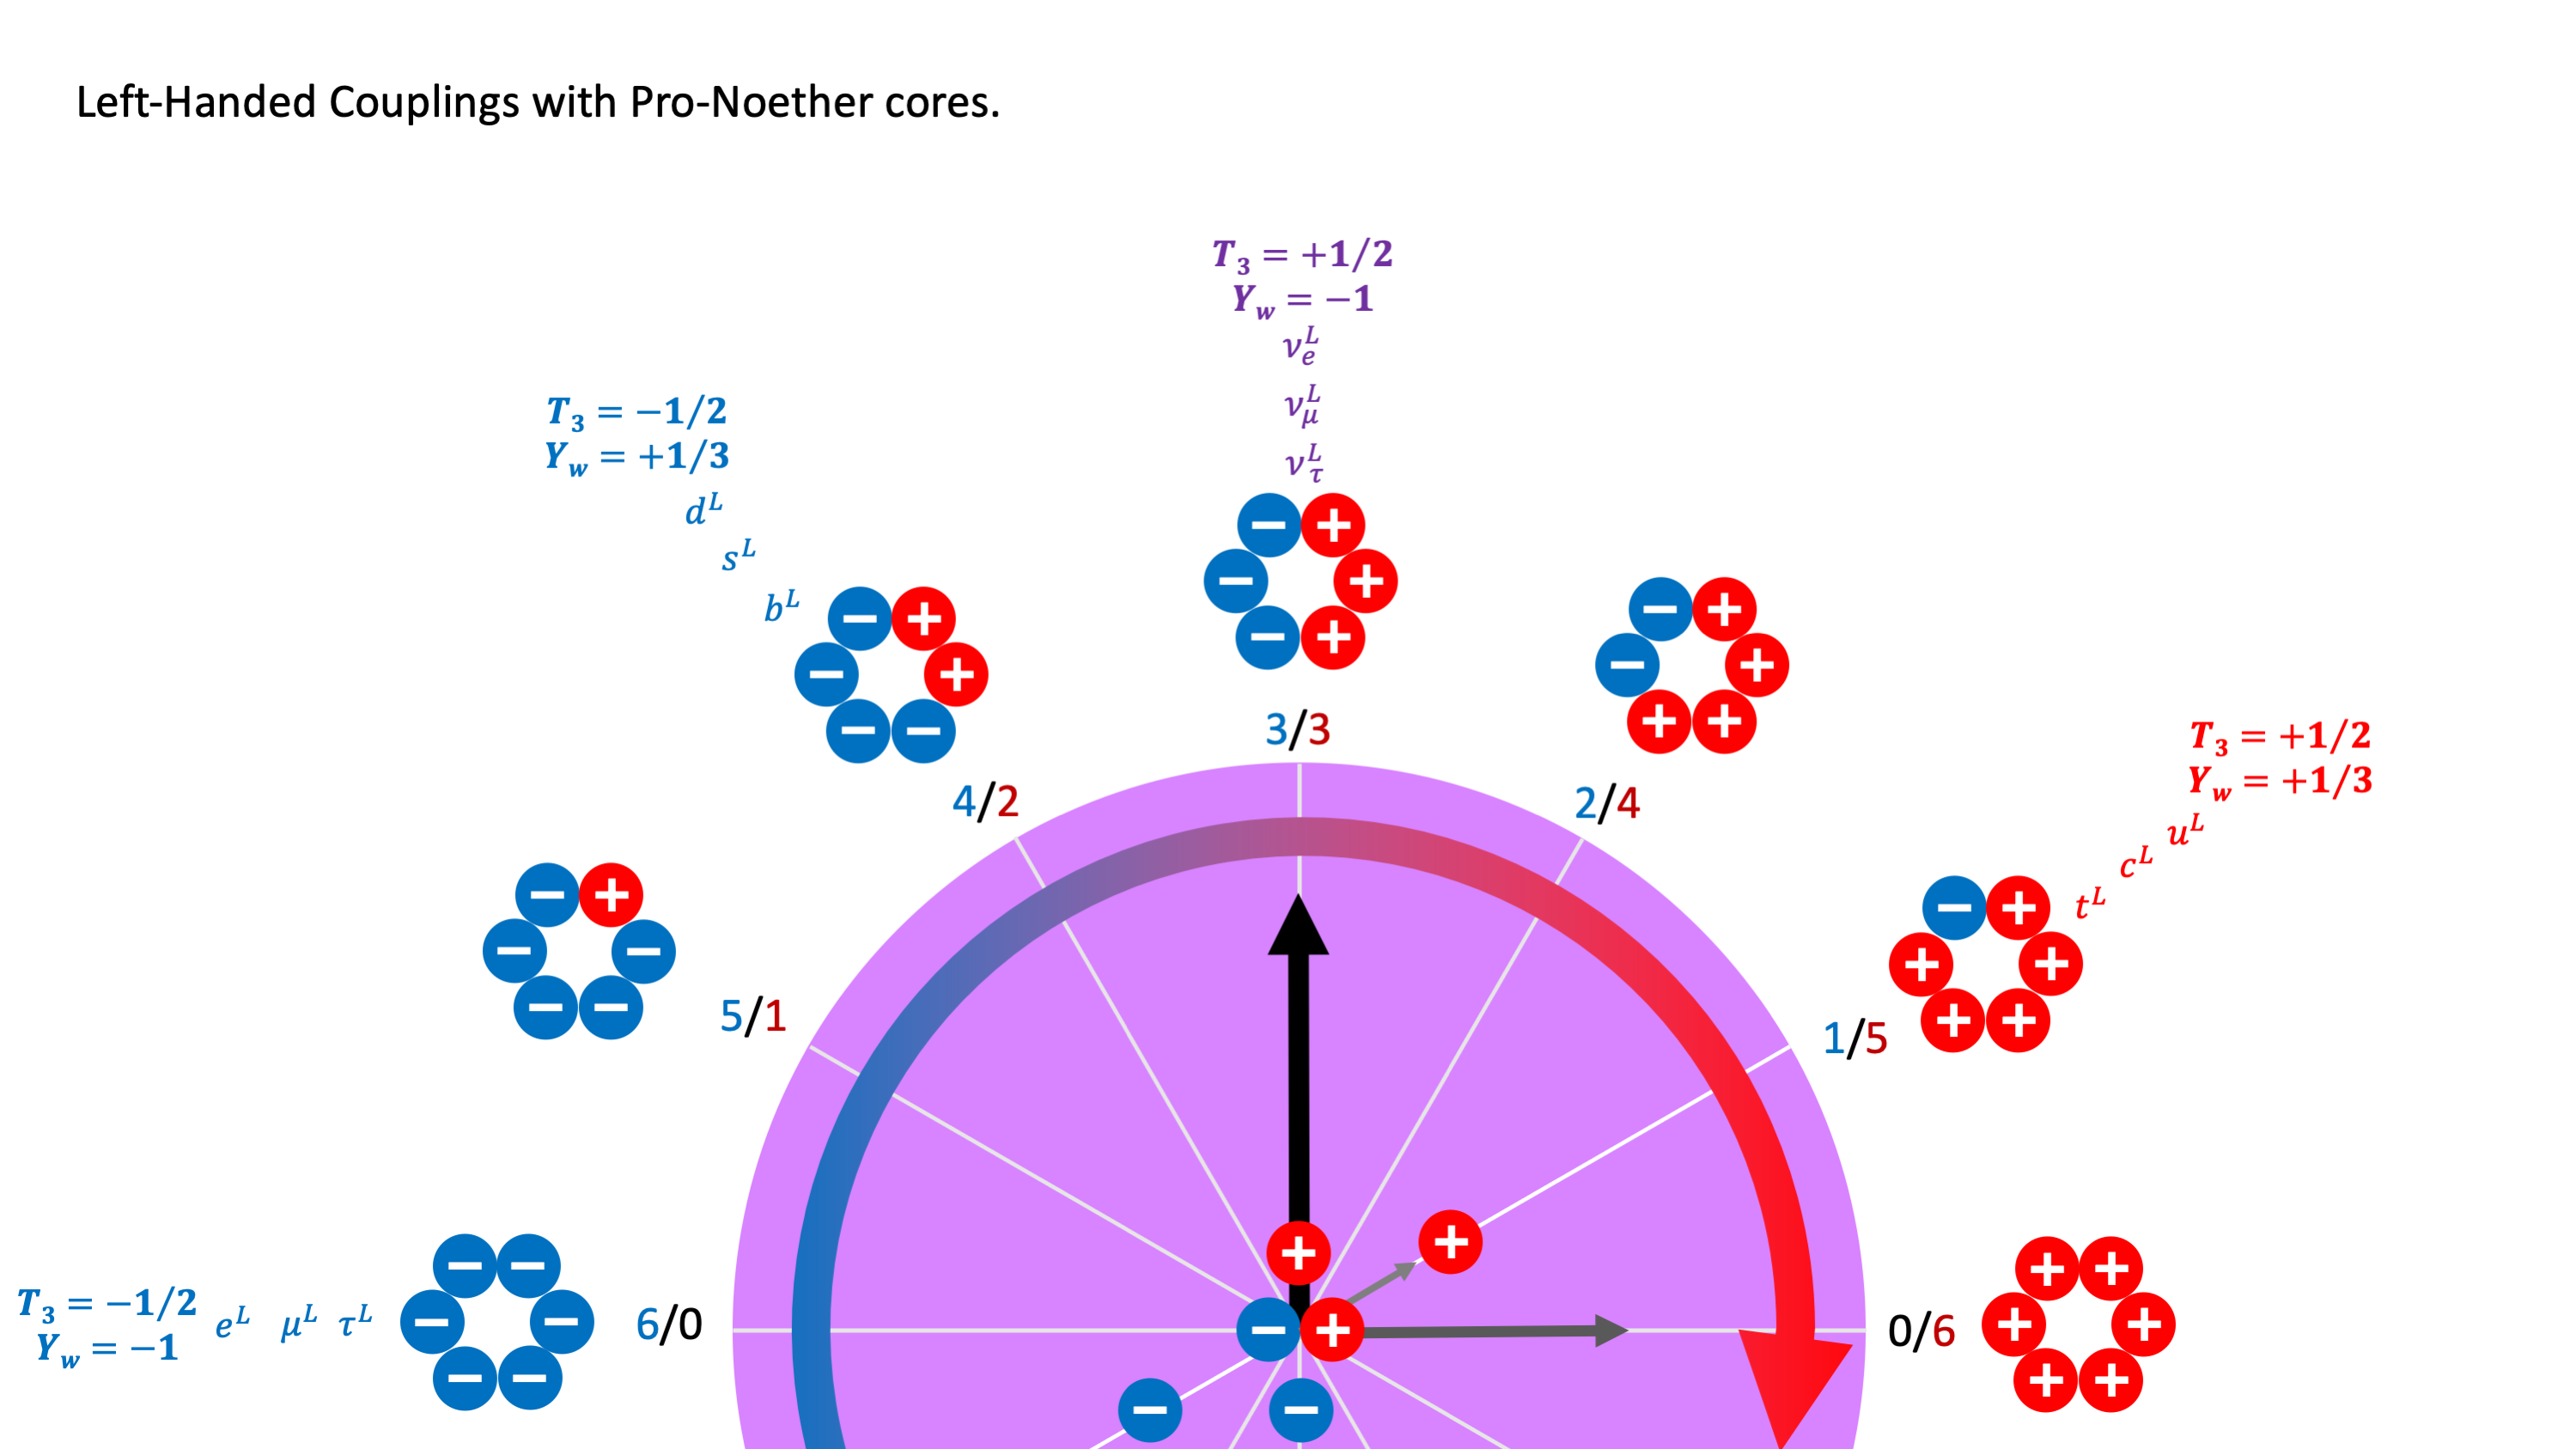 Left-Handed Couplings with Pro-Noether cores.
T₃ = +1/2
Y_w = −1
ν_e^L
ν_μ^L
ν_τ^L
T₃ = −1/2
Y_w = +1/3
d^L
s^L
b^L
− +
− +
− +
− +
− +
− −
− +
− +
+ +
3/3
4/2
2/4
T₃ = +1/2
Y_w = +1/3
u^L
c^L
t^L
− +
− −
− −
− +
+ +
+ +
5/1
1/5
T₃ = −1/2
Y_w = −1
e^L μ^L τ^L
− −
− −
− −
6/0
+
+
− +
− −
0/6
+ +
+ +
+ +